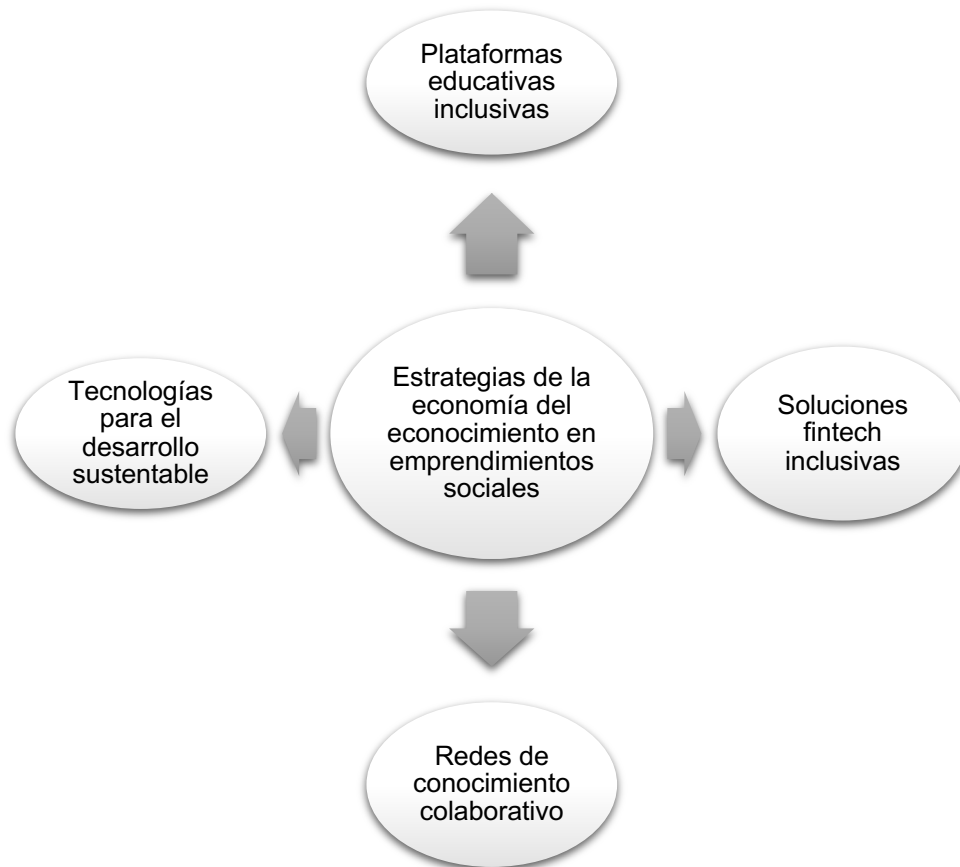 Plataformas
educativas
inclusivas
Tecnologías
para el
desarrollo
sustentable
Estrategias de la
economía del
econocimiento en
emprendimientos
sociales
Soluciones
fintech
inclusivas
Redes de
conocimiento
colaborativo